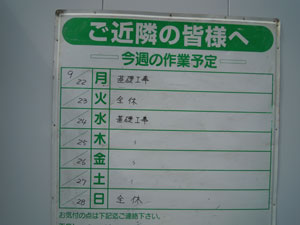 ご近隣の皆様へ
今週の作業予定
9/22 月 基礎工事
/23 火 全休
/24 水 基礎工事
/25 木 〃
/26 金 〃
/27 土 〃
/28 日 全休
お気付の点は下記迄ご連絡下さい。